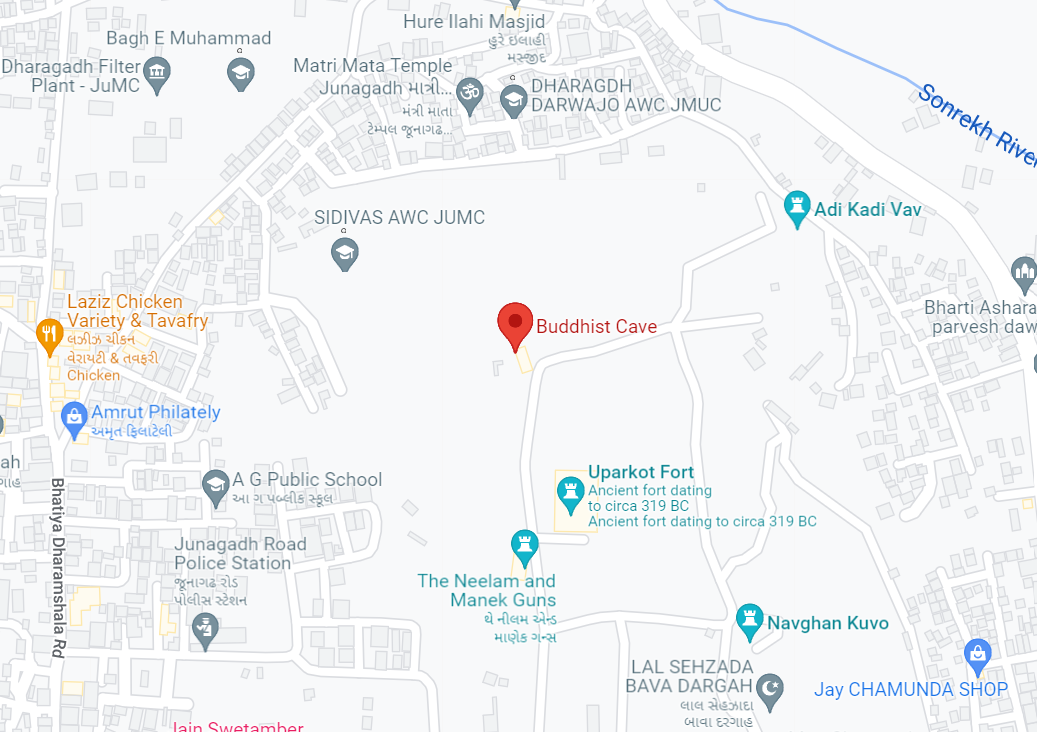 Hure Ilahi Masjid
હુરે ઇલાહી
મસ્જીદ
Bagh E Muhammad
Dharagadh Filter
Plant - JuMC
Matri Mata Temple
Junagadh માત્રી...
મંત્રી માતા
ટેમ્પલ જૂનાગઢ...
DHARAGDH
DARWAJO AWC JMUC
Sonrekh River
Adi Kadi Vav
SIDIVAS AWC JUMC
Bharti Ashara
parvesh daw
Laziz Chicken
Variety & Tavafry
લઝીઝ ચીકન
વેરાયટી & તવફરી
Chicken
Buddhist Cave
Amrut Philately
અમૃત ફિલાટેલી
ah
ગાહ
A G Public School
આ ગ પબ્લીક સ્કૂલ
Uparkot Fort
Ancient fort dating
to circa 319 BC
Ancient fort dating to circa 319 BC
Bhatiya Dharamshala Rd
Junagadh Road
Police Station
જૂનાગઢ રોડ
પોલીસ સ્ટેશન
The Neelam and
Manek Guns
થે નીલમ એન્ડ
માણેક ગન્સ
Navghan Kuvo
LAL SEHZADA
BAVA DARGAH
લાલ સેહઝાદા
બાવા દરગાહ
Jay CHAMUNDA SHOP
Jain Swetamber